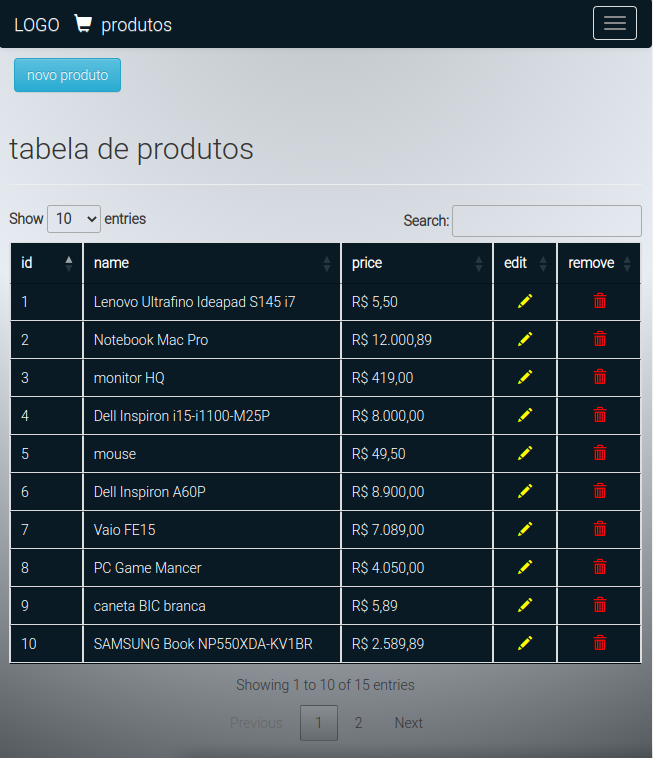 LOGO produtos
novo produto
tabela de produtos
Show 10 entries Search:
id name price edit remove
1 Lenovo Ultrafino Ideapad S145 i7 R$ 5,50
2 Notebook Mac Pro R$ 12.000,89
3 monitor HQ R$ 419,00
4 Dell Inspiron i15-i1100-M25P R$ 8.000,00
5 mouse R$ 49,50
6 Dell Inspiron A60P R$ 8.900,00
7 Vaio FE15 R$ 7.089,00
8 PC Game Mancer R$ 4.050,00
9 caneta BIC branca R$ 5,89
10 SAMSUNG Book NP550XDA-KV1BR R$ 2.589,89
Showing 1 to 10 of 15 entries
Previous 1 2 Next